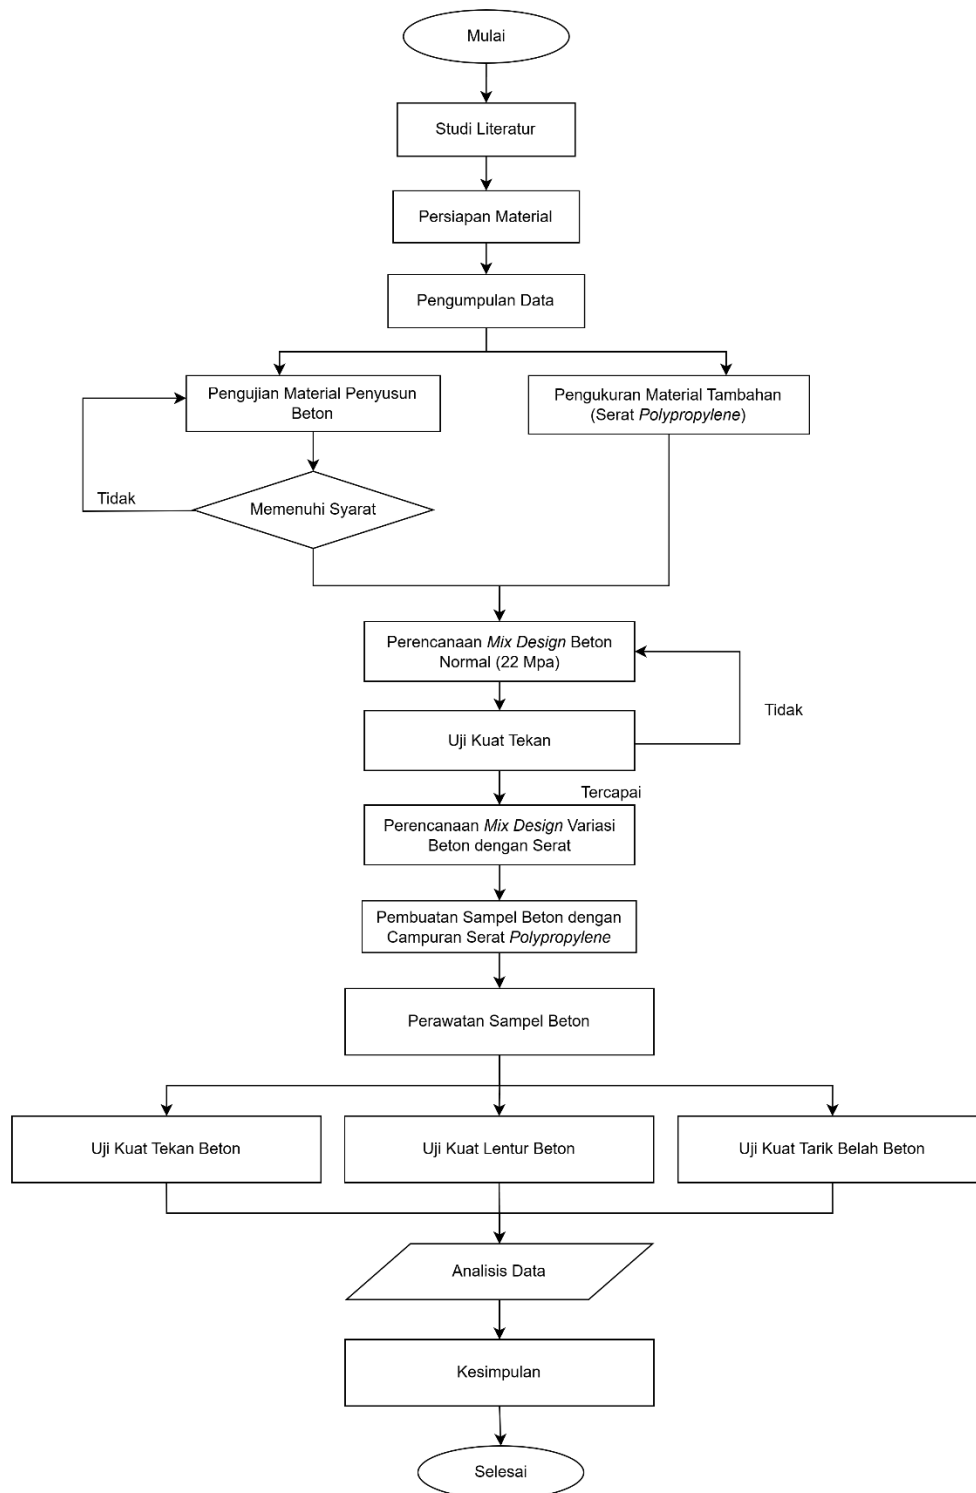 Mulai
Studi Literatur
Persiapan Material
Pengumpulan Data
Pengujian Material Penyusun
Beton
Pengukuran Material Tambahan
(Serat Polypropylene)
Tidak
Memenuhi Syarat
Perencanaan Mix Design Beton
Normal (22 Mpa)
Tidak
Uji Kuat Tekan
Tercapai
Perencanaan Mix Design Variasi
Beton dengan Serat
Pembuatan Sampel Beton dengan
Campuran Serat Polypropylene
Perawatan Sampel Beton
Uji Kuat Tekan Beton
Uji Kuat Lentur Beton
Uji Kuat Tarik Belah Beton
Analisis Data
Kesimpulan
Selesai